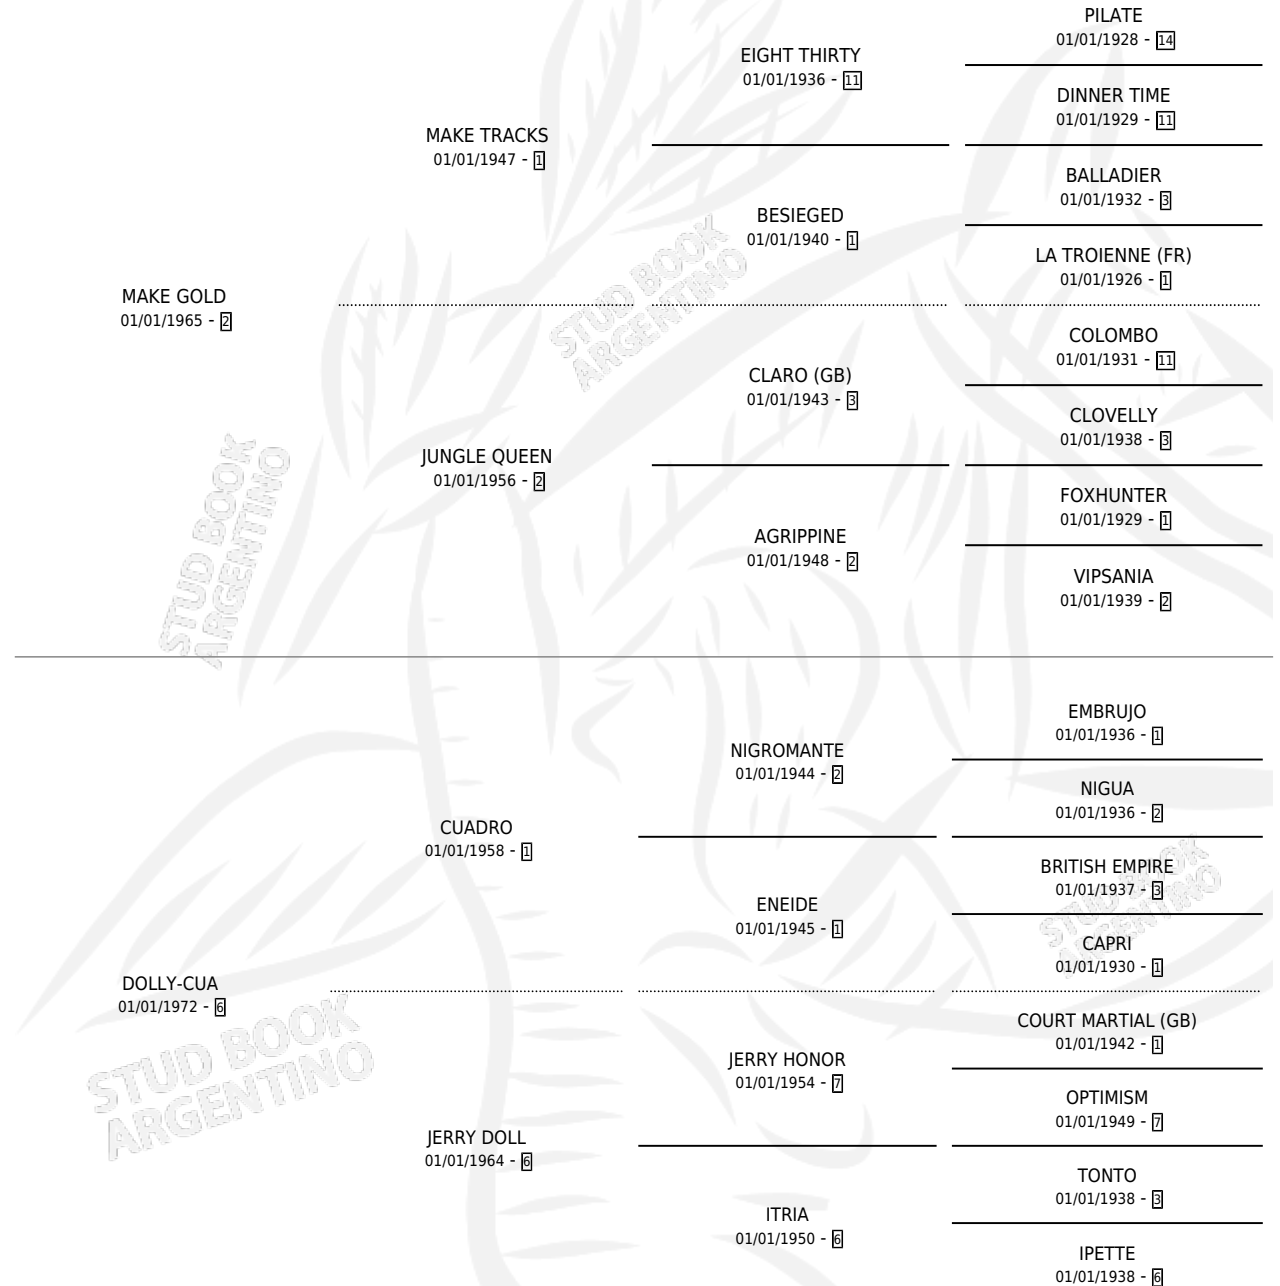 PILATE
01/01/1928 - 14
EIGHT THIRTY
01/01/1936 - 11
DINNER TIME
01/01/1929 - 11
MAKE TRACKS
01/01/1947 - 1
BALLADIER
01/01/1932 - 3
BESIEGED
01/01/1940 - 1
LA TROIENNE (FR)
01/01/1926 - 1
MAKE GOLD
01/01/1965 - 2
STUD BOOK
ARGENTINO
COLOMBO
01/01/1931 - 11
CLARO (GB)
01/01/1943 - 3
CLOVELLY
01/01/1938 - 3
JUNGLE QUEEN
01/01/1956 - 2
FOXHUNTER
01/01/1929 - 1
AGRIPPINE
01/01/1948 - 2
VIPSANIA
01/01/1939 - 2
STUD BOOK
ARGENTINO
EMBRUJO
01/01/1936 - 1
NIGROMANTE
01/01/1944 - 2
NIGUA
01/01/1936 - 2
CUADRO
01/01/1958 - 1
BRITISH EMPIRE
01/01/1937 - 3
ENEIDE
01/01/1945 - 1
CAPRI
01/01/1930 - 1
STUD BOOK
ARGENTINO
DOLLY-CUA
01/01/1972 - 6
COURT MARTIAL (GB)
01/01/1942 - 1
JERRY HONOR
01/01/1954 - 7
OPTIMISM
01/01/1949 - 7
STUD BOOK
ARGENTINO
JERRY DOLL
01/01/1964 - 6
TONTO
01/01/1938 - 3
ITRIA
01/01/1950 - 6
IPETTE
01/01/1938 - 6